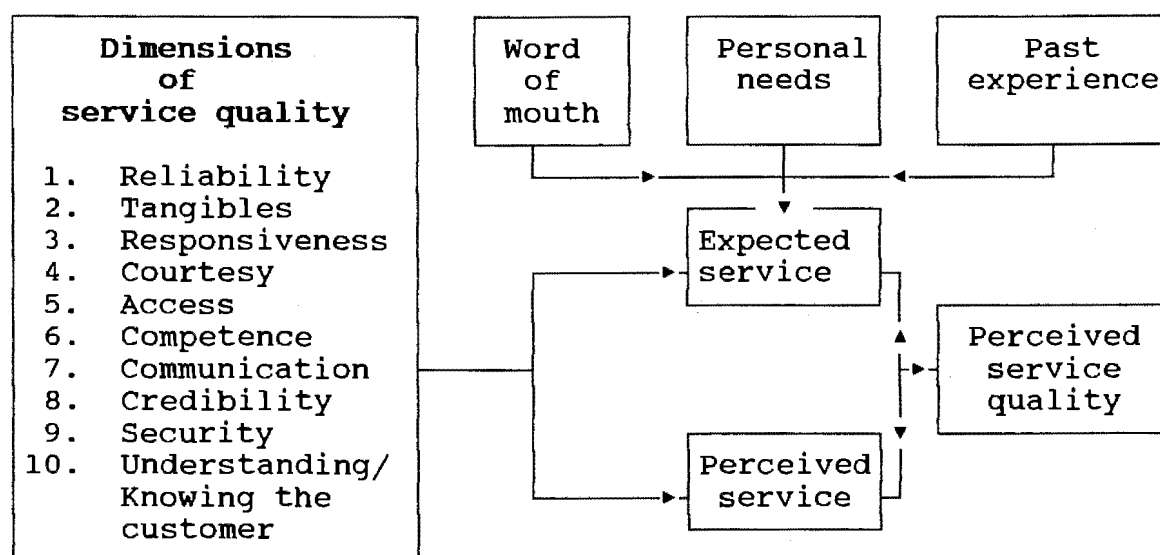 Dimensions
of
service quality
1. Reliability
2. Tangibles
3. Responsiveness
4. Courtesy
5. Access
6. Competence
7. Communication
8. Credibility
9. Security
10. Understanding/
Knowing the
customer
Word
of
mouth
Personal
needs
Past
experience
Expected
service
Perceived
service
Perceived
service
quality